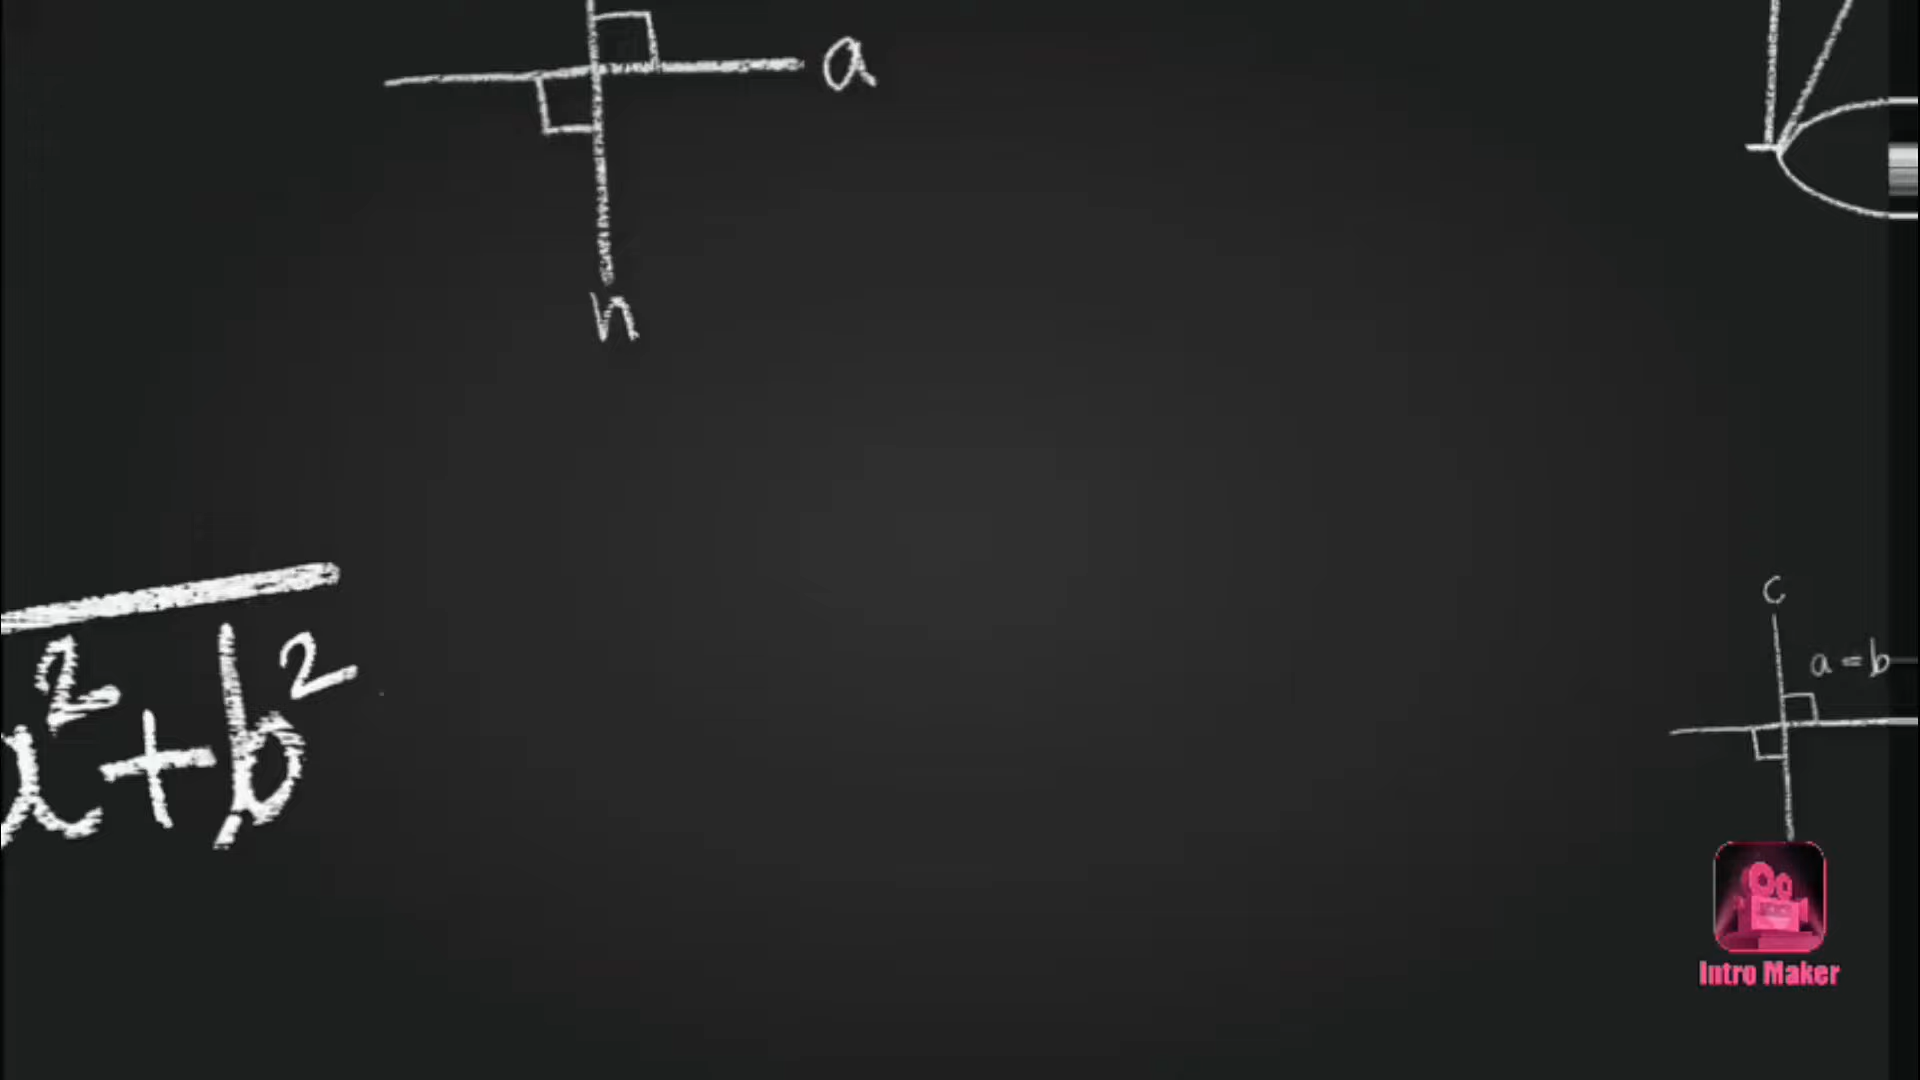 a
n
a²+b²
c
a=b
Intro Maker